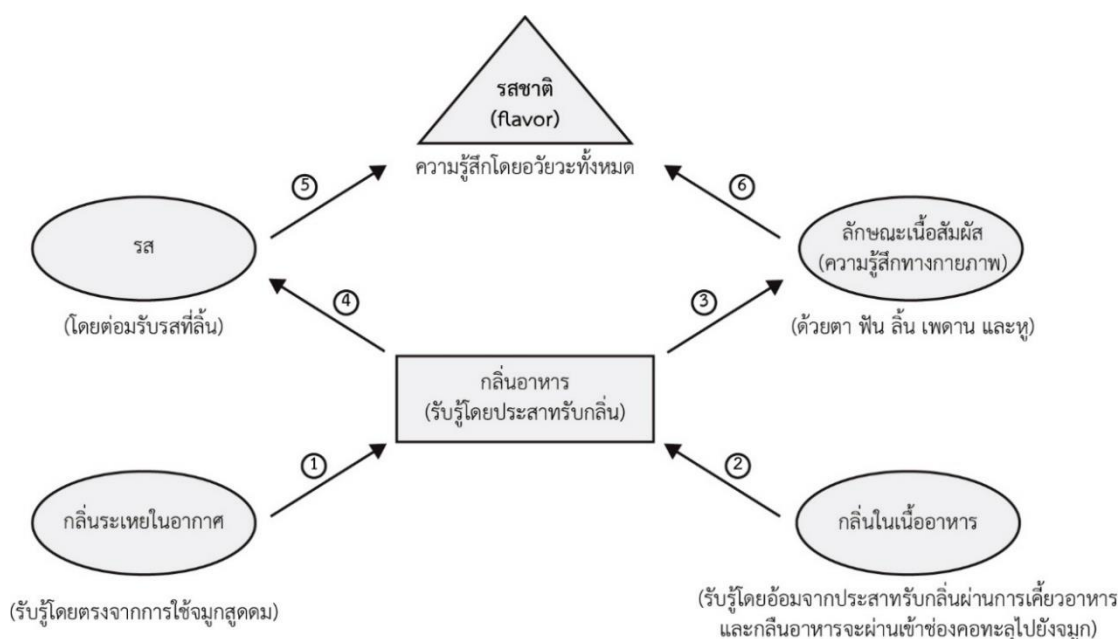 รสชาติ
(flavor)
ความรู้สึกโดยอวัยวะทั้งหมด
5
6
รส
ลักษณะเนื้อสัมผัส
(ความรู้สึกทางกายภาพ)
(โดยต่อมรับรสที่ลิ้น)
4
3
(ด้วยตา ฟัน ลิ้น เพดาน และหู)
กลิ่นอาหาร
(รับรู้โดยประสาทรับกลิ่น)
1
2
กลิ่นระเหยในอากาศ
กลิ่นในเนื้ออาหาร
(รับรู้โดยตรงจากการใช้จมูกสูดดม)
(รับรู้โดยอ้อมจากประสาทรับกลิ่นผ่านการเคี้ยวอาหาร
และกลืนอาหารจะผ่านเข้าช่องคอทะลุไปยังจมูก)